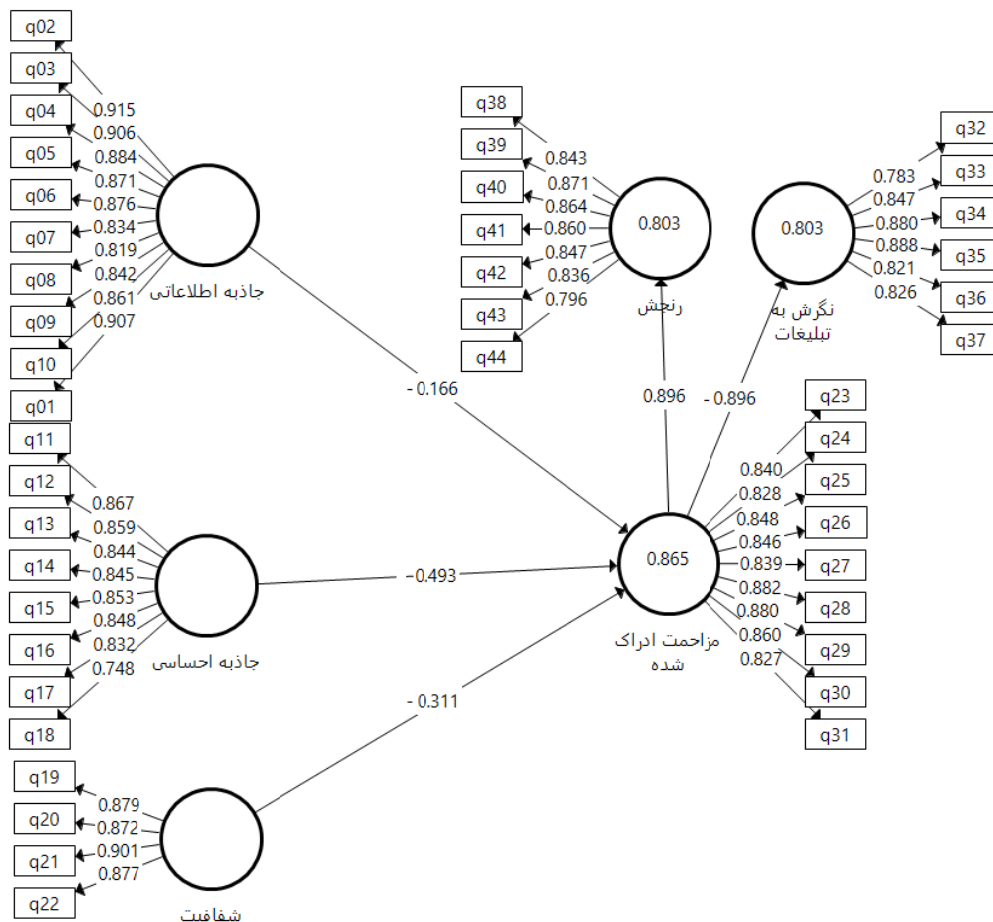 q02
q03
q04
q05
q06
q07
q08
q09
q10
q01
0.915
0.906
0.884
0.871
0.876
0.834
0.819
0.842
0.861
0.907
جاذبه اطلاعاتی
q11
q12
q13
q14
q15
q16
q17
q18
0.867
0.859
0.844
0.845
0.853
0.848
0.832
0.748
جاذبه احساسی
q19
q20
q21
q22
0.879
0.872
0.901
0.877
شفافیت
-0.166
-0.493
-0.311
q38
q39
q40
q41
q42
q43
q44
0.843
0.871
0.864
0.860
0.847
0.836
0.796
0.803
رنجش
0.803
نگرش به
تبلیغات
0.783
0.847
0.880
0.888
0.821
0.826
q32
q33
q34
q35
q36
q37
0.896
-0.896
0.865
مزاحمت ادراک
شده
0.840
0.828
0.848
0.846
0.839
0.882
0.880
0.860
0.827
q23
q24
q25
q26
q27
q28
q29
q30
q31